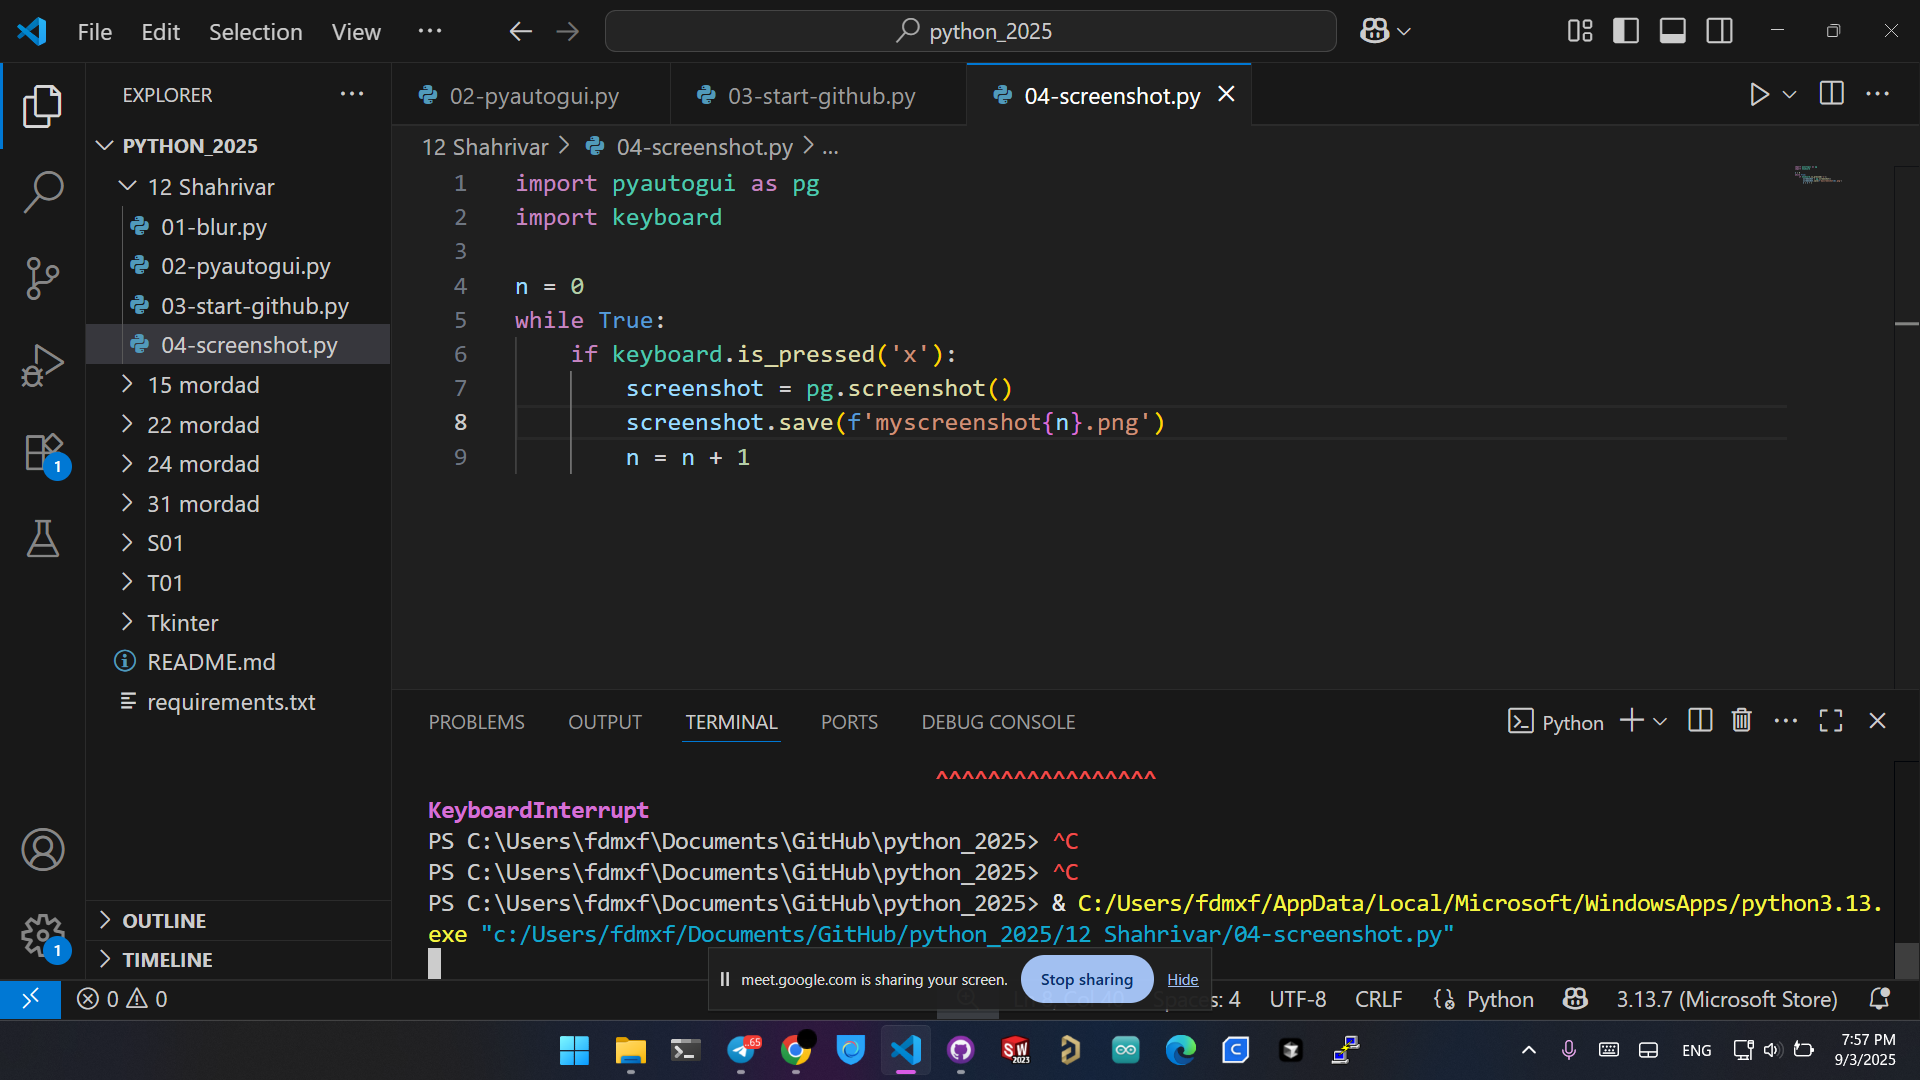 File Edit Selection View ... python_2025
EXPLORER ...
PYTHON_2025
12 Shahrivar
01-blur.py
02-pyautogui.py
03-start-github.py
04-screenshot.py
15 mordad
22 mordad
24 mordad
31 mordad
S01
T01
Tkinter
README.md
requirements.txt
OUTLINE
TIMELINE
1
1
02-pyautogui.py 03-start-github.py 04-screenshot.py
12 Shahrivar > 04-screenshot.py > ...
1 import pyautogui as pg
2 import keyboard
3
4 n = 0
5 while True:
6 if keyboard.is_pressed('x'):
7 screenshot = pg.screenshot()
8 screenshot.save(f'myscreenshot{n}.png')
9 n = n + 1
PROBLEMS OUTPUT TERMINAL PORTS DEBUG CONSOLE Python
^^^^^^^^^^^^^^^^^
KeyboardInterrupt
PS C:\Users\fdmxf\Documents\GitHub\python_2025> ^C
PS C:\Users\fdmxf\Documents\GitHub\python_2025> ^C
PS C:\Users\fdmxf\Documents\GitHub\python_2025> & C:/Users/fdmxf/AppData/Local/Microsoft/WindowsApps/python3.13.
exe "c:/Users/fdmxf/Documents/GitHub/python_2025/12 Shahrivar/04-screenshot.py"
meet.google.com is sharing your screen. Stop sharing Hide
0 0 s: 4 UTF-8 CRLF {} Python 3.13.7 (Microsoft Store)
.65
SW
2023
ENG
7:57 PM
9/3/2025